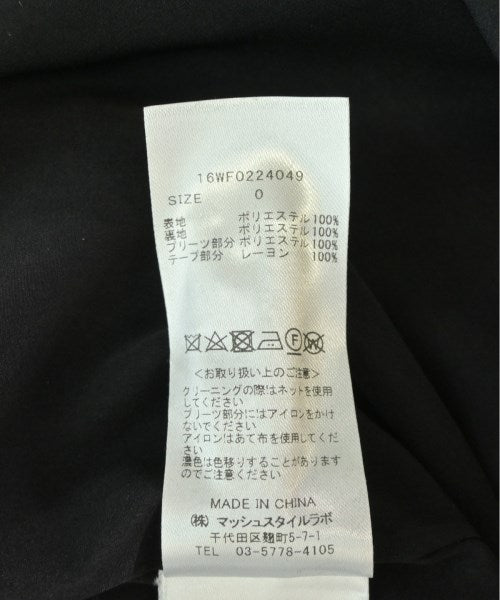 16WF0224049
SIZE 0
表地 ポリエステル100%
裏地 ポリエステル100%
プリーツ部分 ポリエステル100%
テープ部分 レーヨン 100%
F W
<お取り扱い上のご注意>
クリーニングの際はネットを使用
してください
プリーツ部分にはアイロンをかけ
ないでください
アイロンはあて布を使用してくだ
さい
濃色は色移りすることがあります
のでご注意ください
MADE IN CHINA
(株) マッシュスタイルラボ
千代田区麹町5-7-1
TEL 03-5778-4105